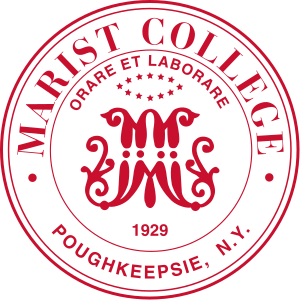 MARIST COLLEGE
ORARE ET LABORARE
1929
POUGHKEEPSIE, N.Y.